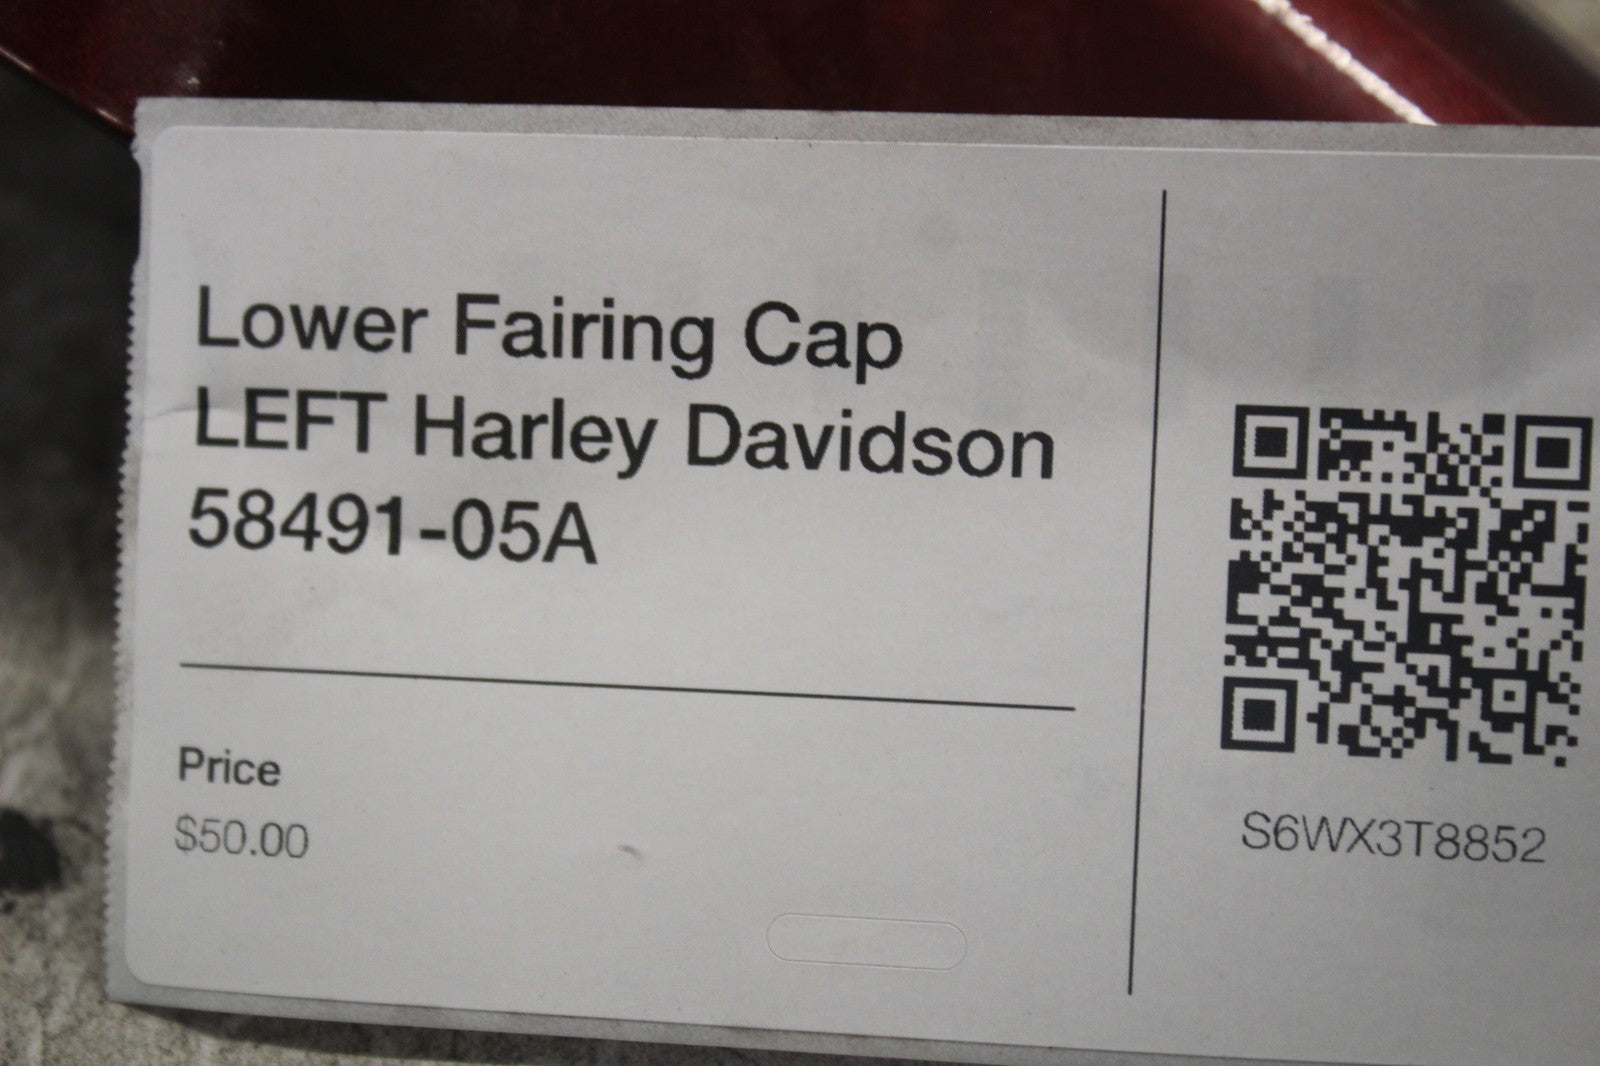 Lower Fairing Cap
LEFT Harley Davidson
58491-05A
Price
$50.00
S6WX3T8852